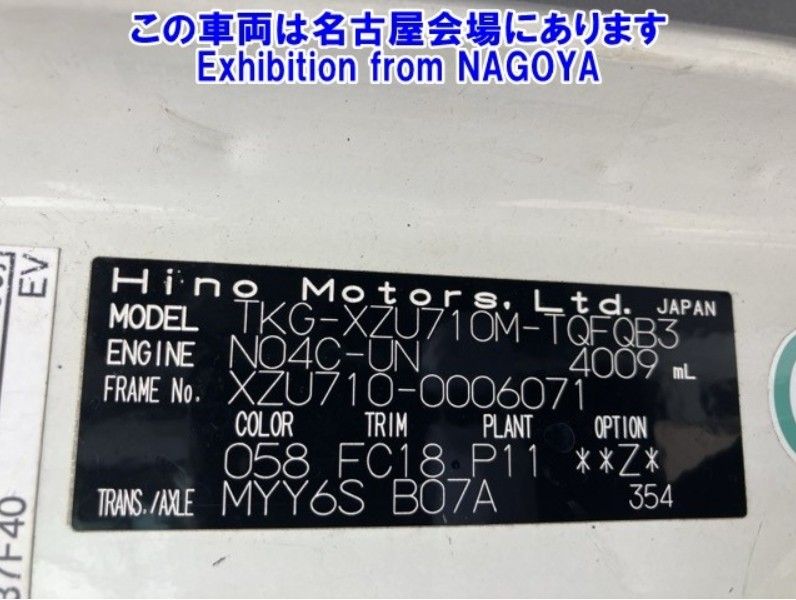 この車両は名古屋会場にあります
Exhibition from NAGOYA
EV
37F40
Hino Motors, Ltd. JAPAN
MODEL TKG-XZU710M-TQFQB3
ENGINE N04C-UN 4009 mL
FRAME No. XZU710-0006071
COLOR TRIM PLANT OPTION
058 FC18 P11 **Z*
TRANS./AXLE MYY6S B07A 354